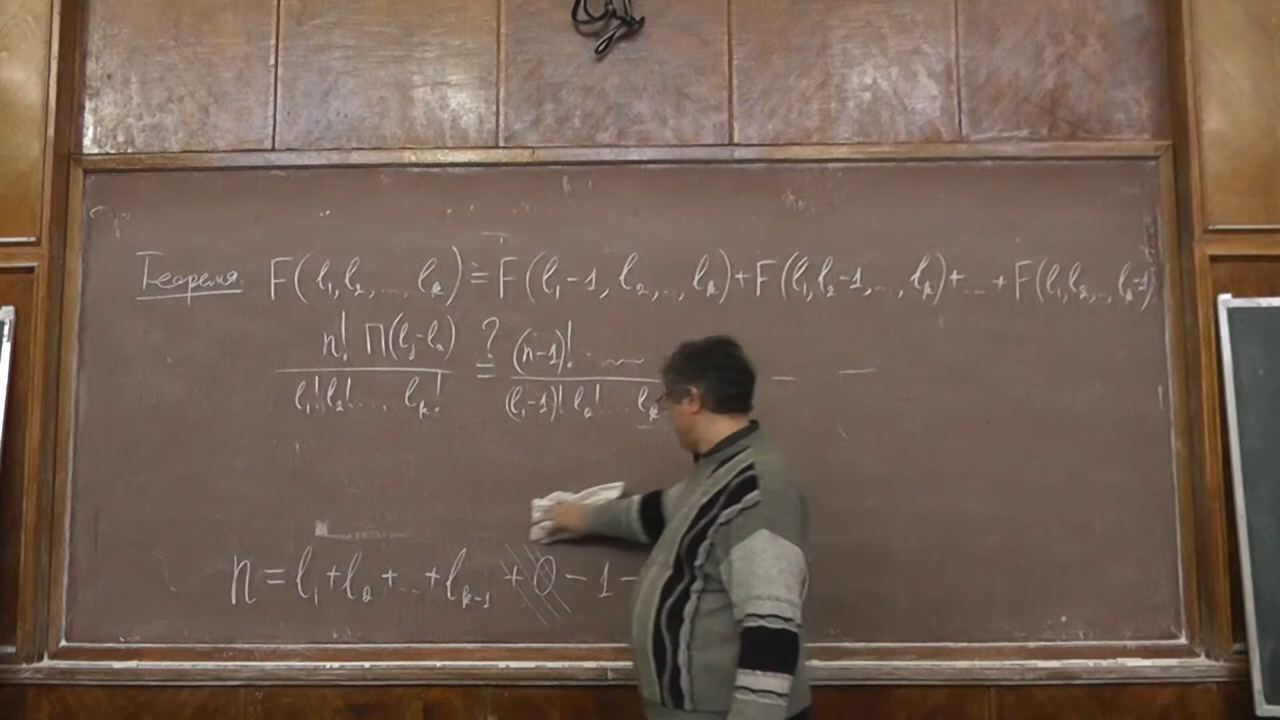 Теорема. F(l₁, l₂, ..., lₖ) = F(l₁-1, l₂, ..., lₖ) + F(l₁, l₂-1, ..., lₖ) + ... + F(l₁, l₂, ..., lₖ-1)
n! Π(lⱼ-lₐ) ? (n-1)! · ...
= — —
l₁! l₂! ... lₖ! (l₁-1)! l₂! ... lₖ
n = l₁ + l₂ + ... + lₖ₋₁ + 0 - 1 -